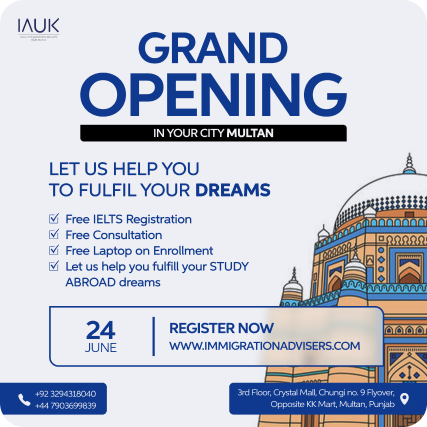 IAUK
GRAND
OPENING
IN YOUR CITY MULTAN
LET US HELP YOU
TO FULFIL YOUR DREAMS
Free IELTS Registration
Free Consultation
Free Laptop on Enrollment
Let us help you fulfill your STUDY
ABROAD dreams
24
JUNE
REGISTER NOW
WWW.IMMIGRATIONADVISERS.COM
+92 3294318040
+44 7903699839
3rd Floor, Crystal Mall, Chungi no. 9 Flyover,
Opposite KK Mart, Multan, Punjab